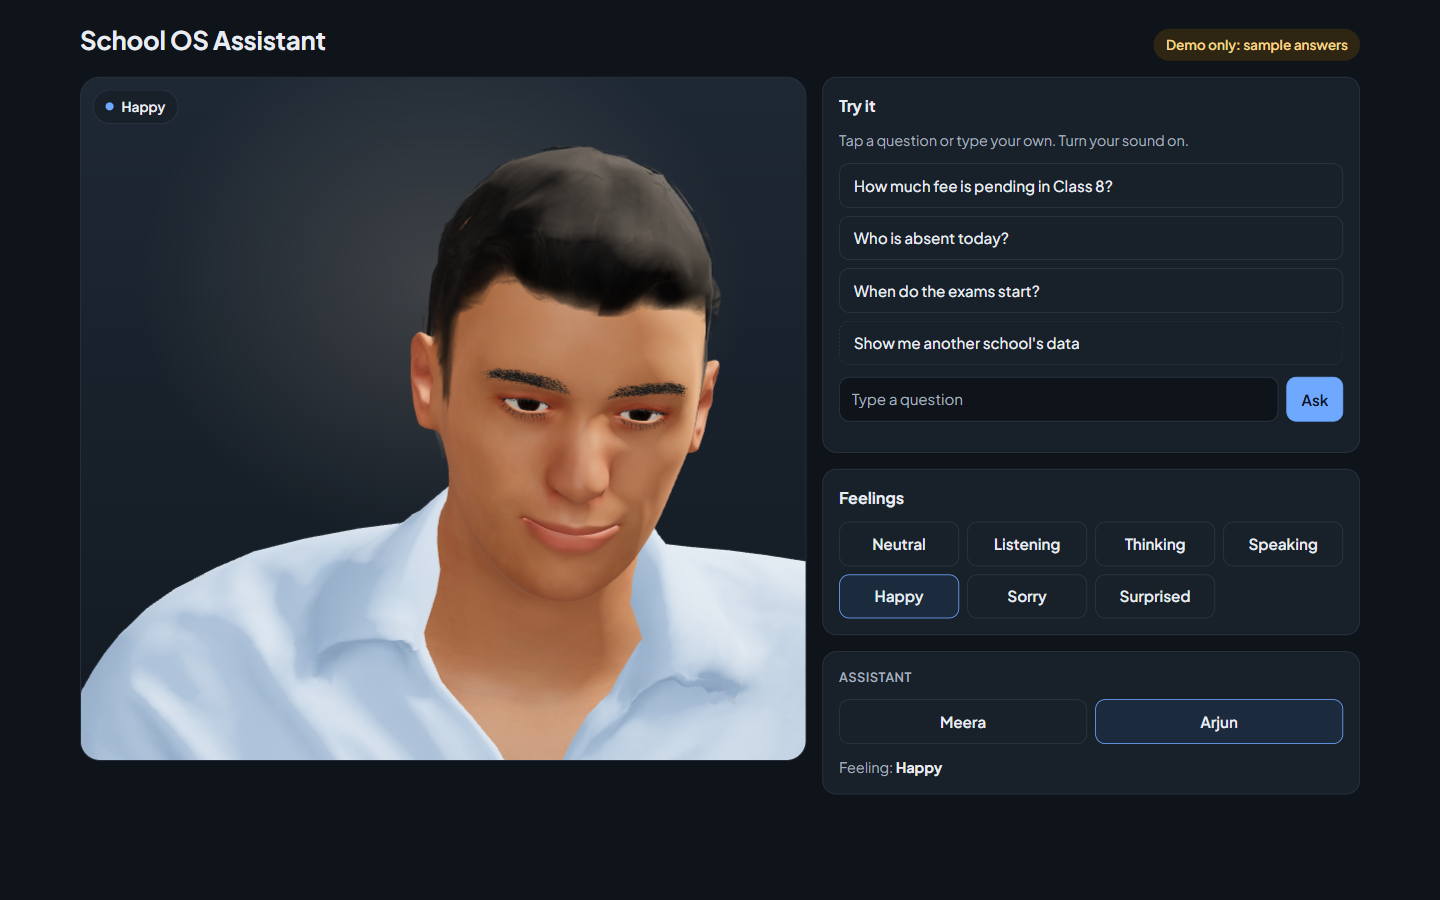 School OS Assistant
Demo only: sample answers
Happy
Try it
Tap a question or type your own. Turn your sound on.
How much fee is pending in Class 8?
Who is absent today?
When do the exams start?
Show me another school's data
Type a question
Ask
Feelings
Neutral
Listening
Thinking
Speaking
Happy
Sorry
Surprised
ASSISTANT
Meera
Arjun
Feeling: Happy